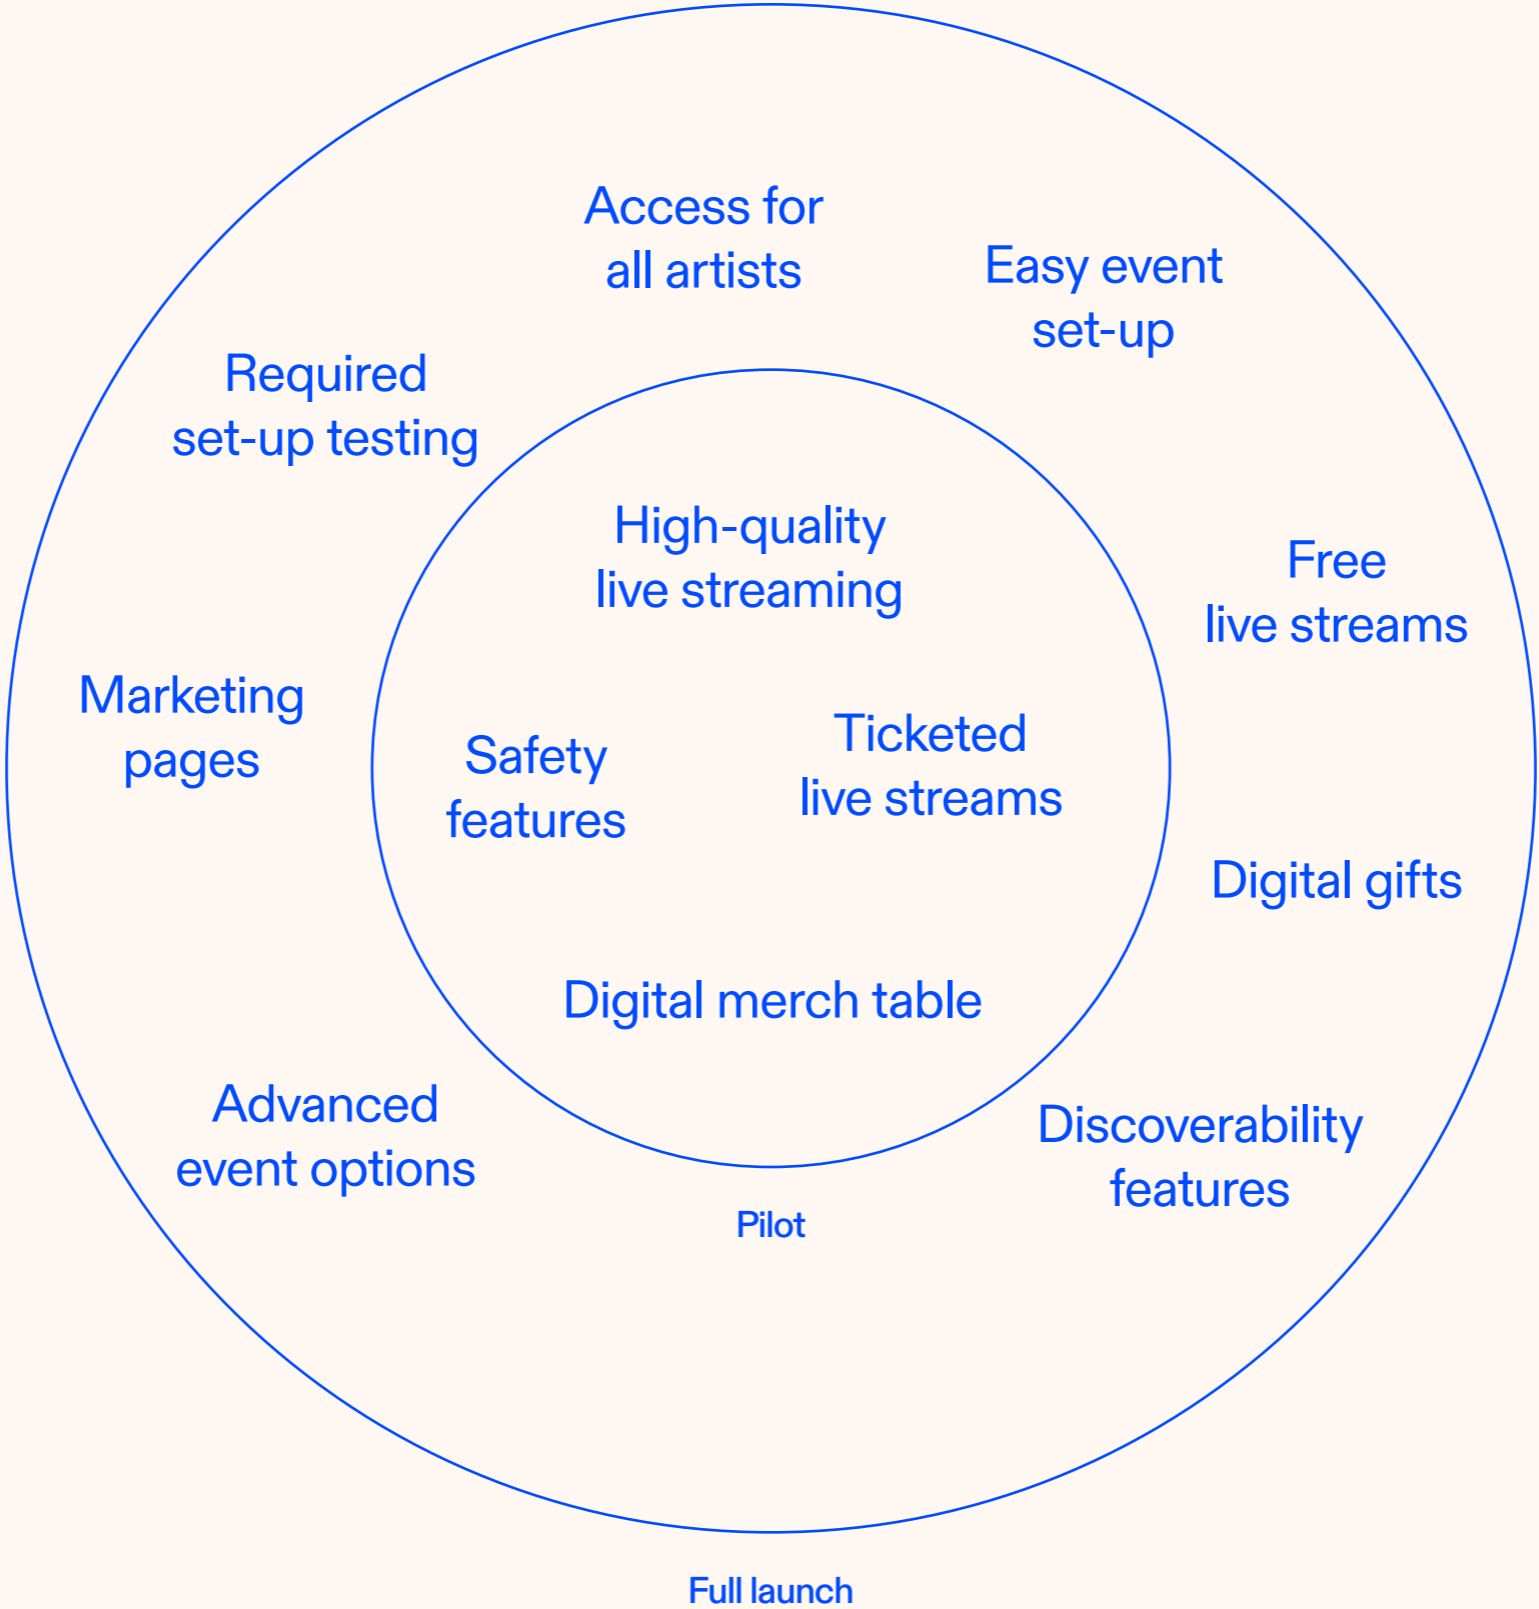 Access for
all artists
Easy event
set-up
Required
set-up testing
High-quality
live streaming
Free
live streams
Marketing
pages
Safety
features
Ticketed
live streams
Digital gifts
Digital merch table
Advanced
event options
Discoverability
features
Pilot
Full launch